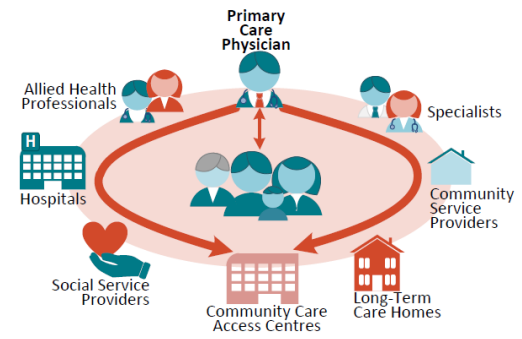 Primary
Care
Physician
Allied Health
Professionals
Specialists
H
Hospitals
Community
Service
Providers
Social Service
Providers
Community Care
Access Centres
Long-Term
Care Homes